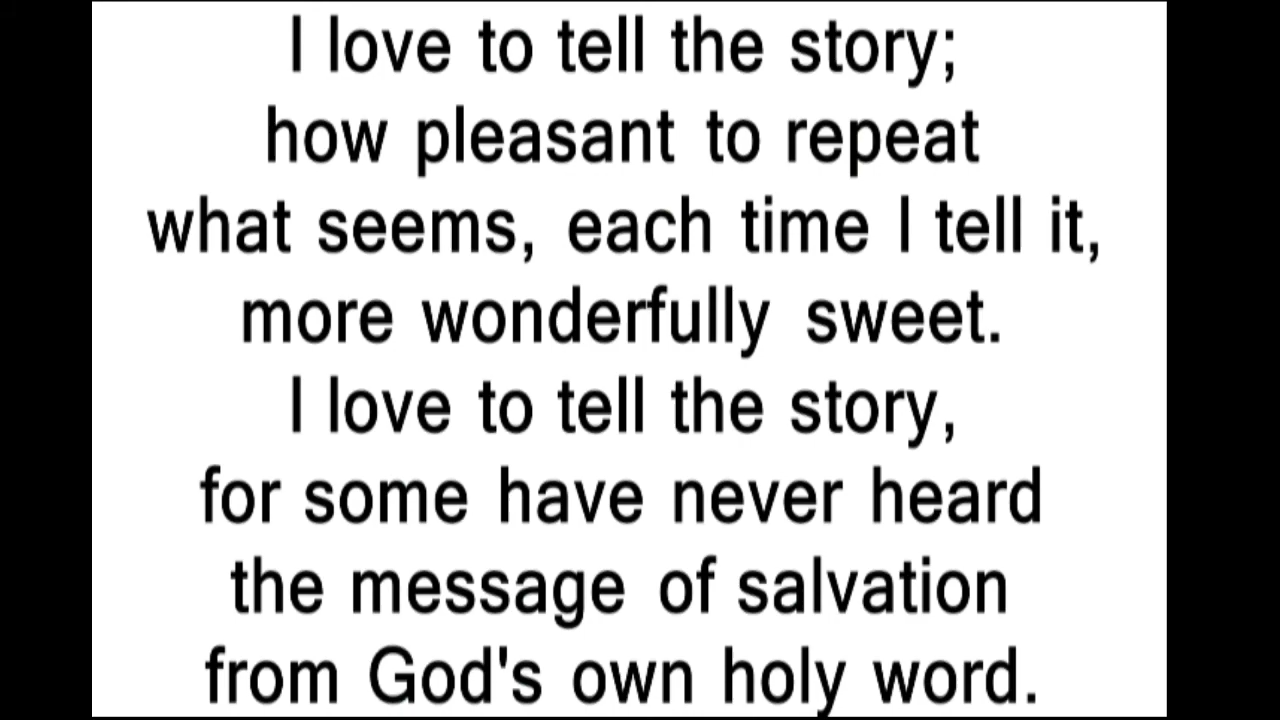 I love to tell the story;
how pleasant to repeat
what seems, each time I tell it,
more wonderfully sweet.
I love to tell the story,
for some have never heard
the message of salvation
from God's own holy word.